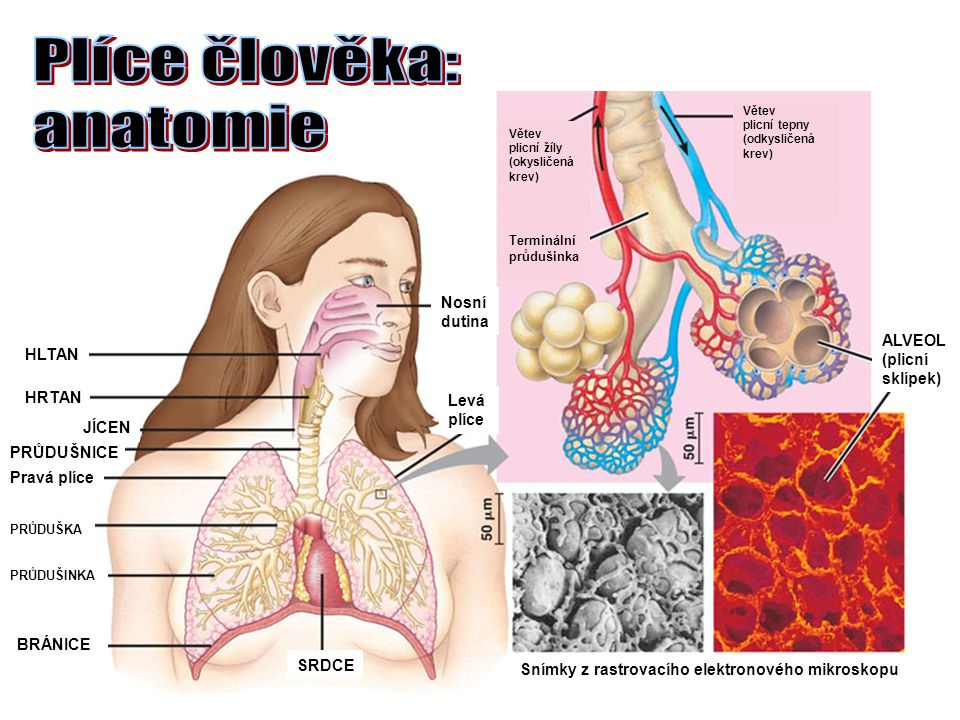 Plíce člověka:
anatomie
Větev
plicní žíly
(okysličená
krev)
Větev
plicní tepny
(odkysličená
krev)
Terminální
průdušinka
Nosní
dutina
HLTAN
HRTAN
JÍCEN
PRŮDUŠNICE
Pravá plíce
PRŮDUŠKA
PRŮDUŠINKA
BRÁNICE
SRDCE
Levá
plíce
ALVEOL
(plicní
sklípek)
50 µm
50 µm
Snímky z rastrovacího elektronového mikroskopu